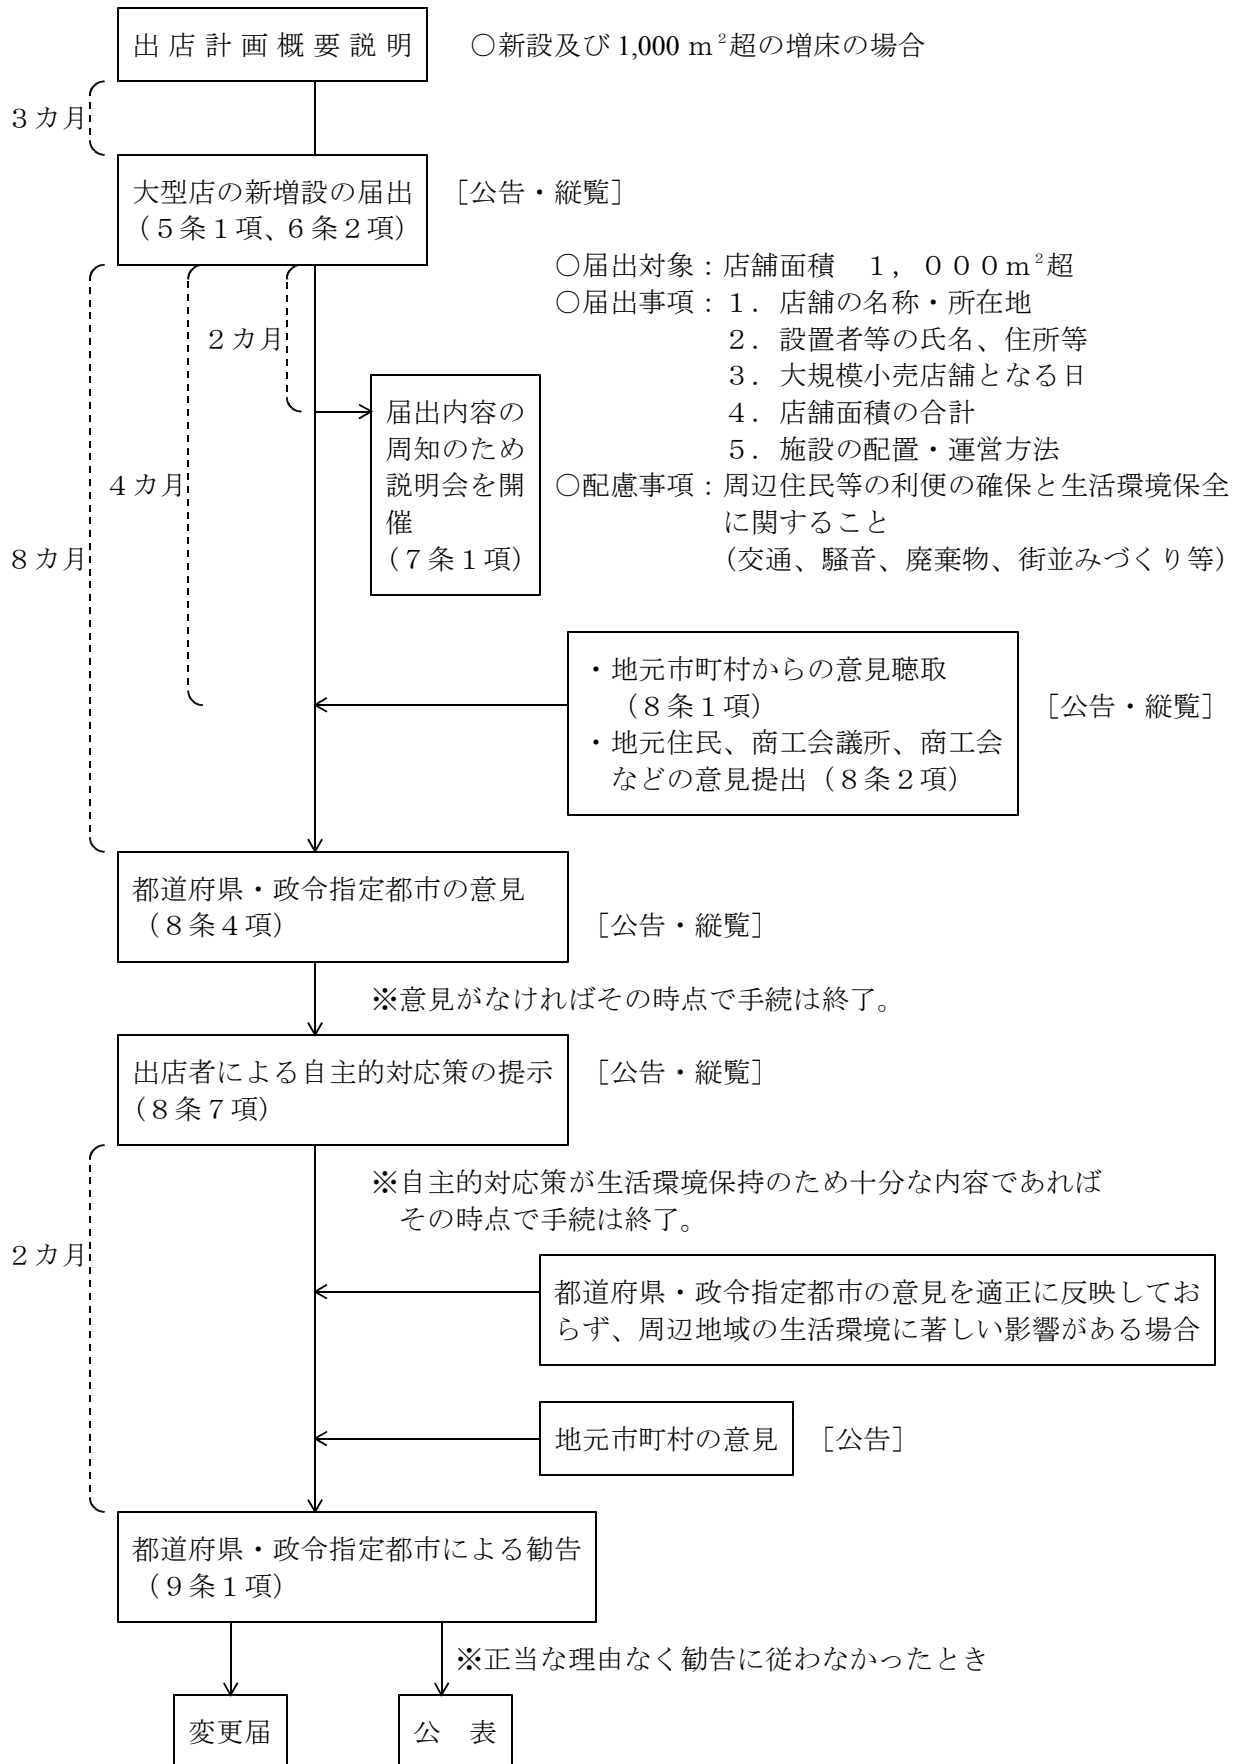 出店計画概要説明
○新設及び 1,000 ㎡超の増床の場合
３カ月
大型店の新増設の届出
（５条１項、６条２項）
［公告・縦覧］
○届出対象：店舗面積　１，０００㎡超
○届出事項：１．店舗の名称・所在地
２．設置者等の氏名、住所等
３．大規模小売店舗となる日
４．店舗面積の合計
５．施設の配置・運営方法
○配慮事項：周辺住民等の利便の確保と生活環境保全
に関すること
（交通、騒音、廃棄物、街並みづくり等）
２カ月
届出内容の
周知のため
説明会を開
催
（７条１項）
４カ月
８カ月
・地元市町村からの意見聴取
（８条１項）
・地元住民、商工会議所、商工会
などの意見提出（８条２項）
［公告・縦覧］
都道府県・政令指定都市の意見
（８条４項）
［公告・縦覧］
※意見がなければその時点で手続は終了。
出店者による自主的対応策の提示
（８条７項）
［公告・縦覧］
※自主的対応策が生活環境保持のため十分な内容であれば
その時点で手続は終了。
２カ月
都道府県・政令指定都市の意見を適正に反映してお
らず、周辺地域の生活環境に著しい影響がある場合
地元市町村の意見
［公告］
都道府県・政令指定都市による勧告
（９条１項）
※正当な理由なく勧告に従わなかったとき
変更届
公　表